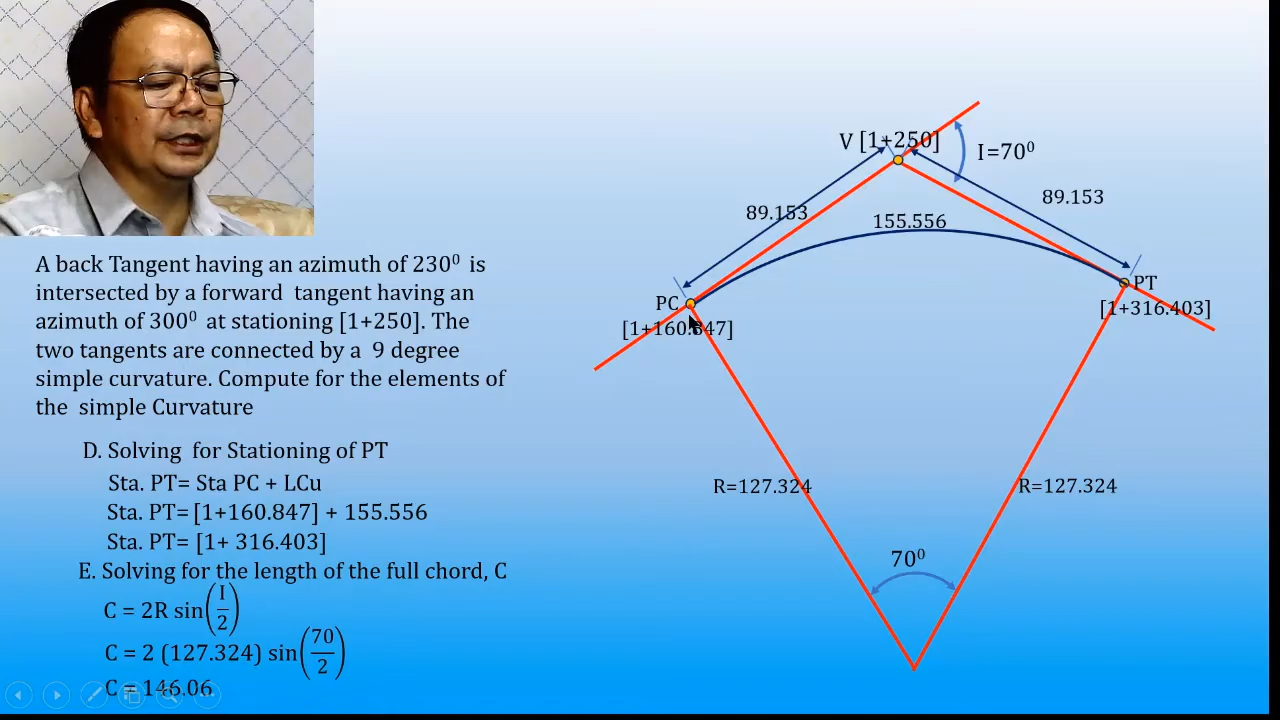 A back Tangent having an azimuth of 230⁰ is
intersected by a forward tangent having an
azimuth of 300⁰ at stationing [1+250]. The
two tangents are connected by a 9 degree
simple curvature. Compute for the elements of
the simple Curvature
D. Solving for Stationing of PT
Sta. PT= Sta PC + LCu
Sta. PT= [1+160.847] + 155.556
Sta. PT= [1+ 316.403]
E. Solving for the length of the full chord, C
C = 2R sin(I/2)
C = 2 (127.324) sin(70/2)
C = 146.06
V [1+250]
I=70⁰
89.153
89.153
155.556
PC
[1+160.847]
PT
[1+316.403]
R=127.324
R=127.324
70⁰